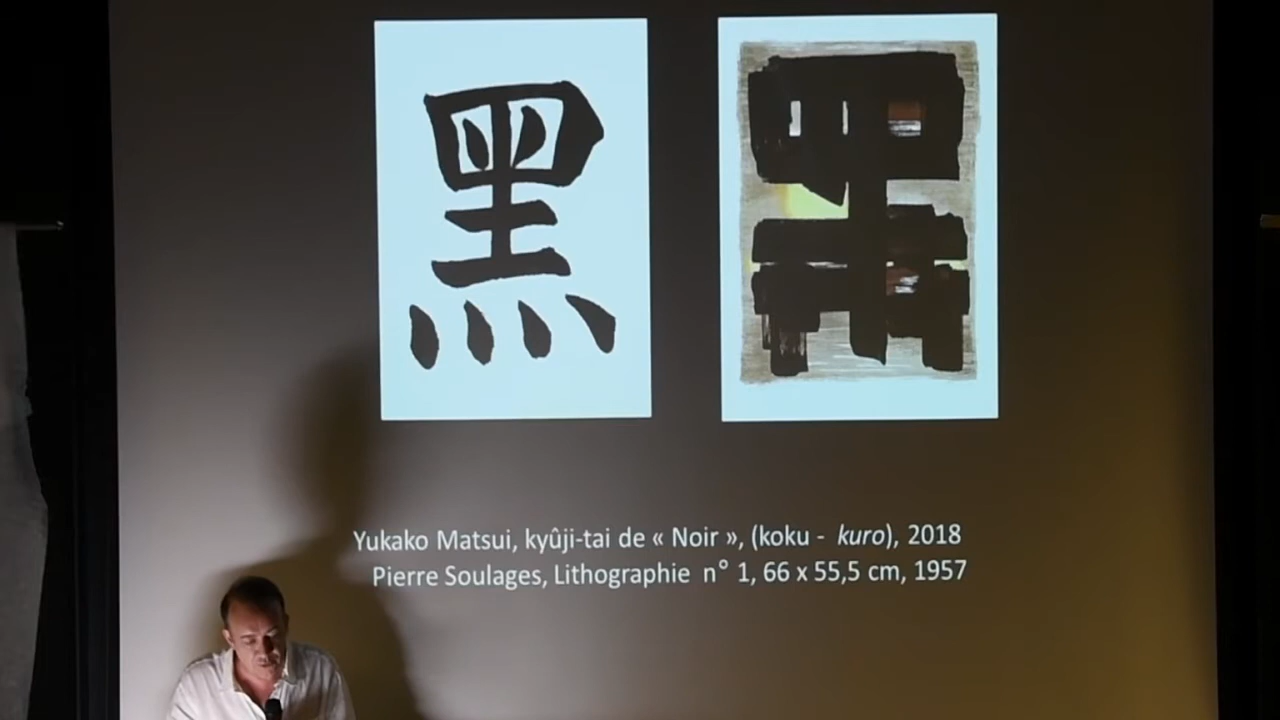 黑
Yukako Matsui, kyûji-tai de « Noir », (koku - kuro), 2018
Pierre Soulages, Lithographie n° 1, 66 x 55,5 cm, 1957